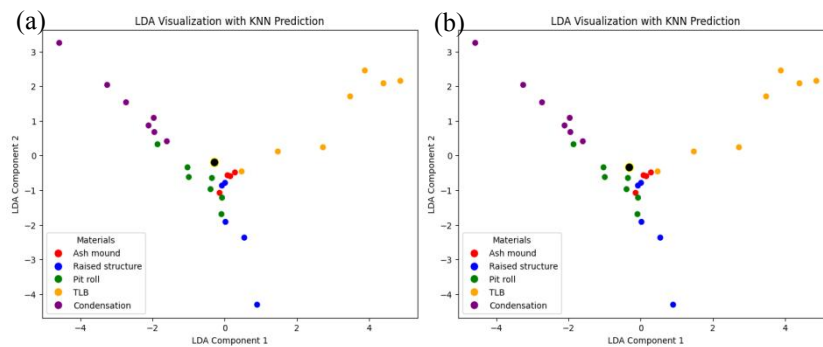 (a)
LDA Visualization with KNN Prediction
LDA Component 2
3
2
1
0
−1
−2
−3
−4
Materials
Ash mound
Raised structure
Pit roll
TLB
Condensation
−4
−2
0
2
4
LDA Component 1
(b)
LDA Visualization with KNN Prediction
LDA Component 2
3
2
1
0
−1
−2
−3
−4
Materials
Ash mound
Raised structure
Pit roll
TLB
Condensation
−4
−2
0
2
4
LDA Component 1